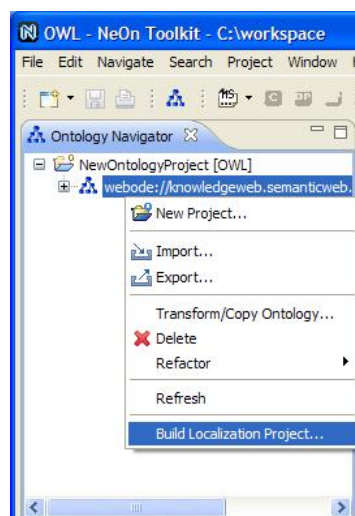 OWL - NeOn Toolkit - C:\workspace
File Edit Navigate Search Project Window
Ontology Navigator
NewOntologyProject [OWL]
webode://knowledgeweb.semanticweb.
New Project...
Import...
Export...
Transform/Copy Ontology...
Delete
Refactor
Refresh
Build Localization Project...